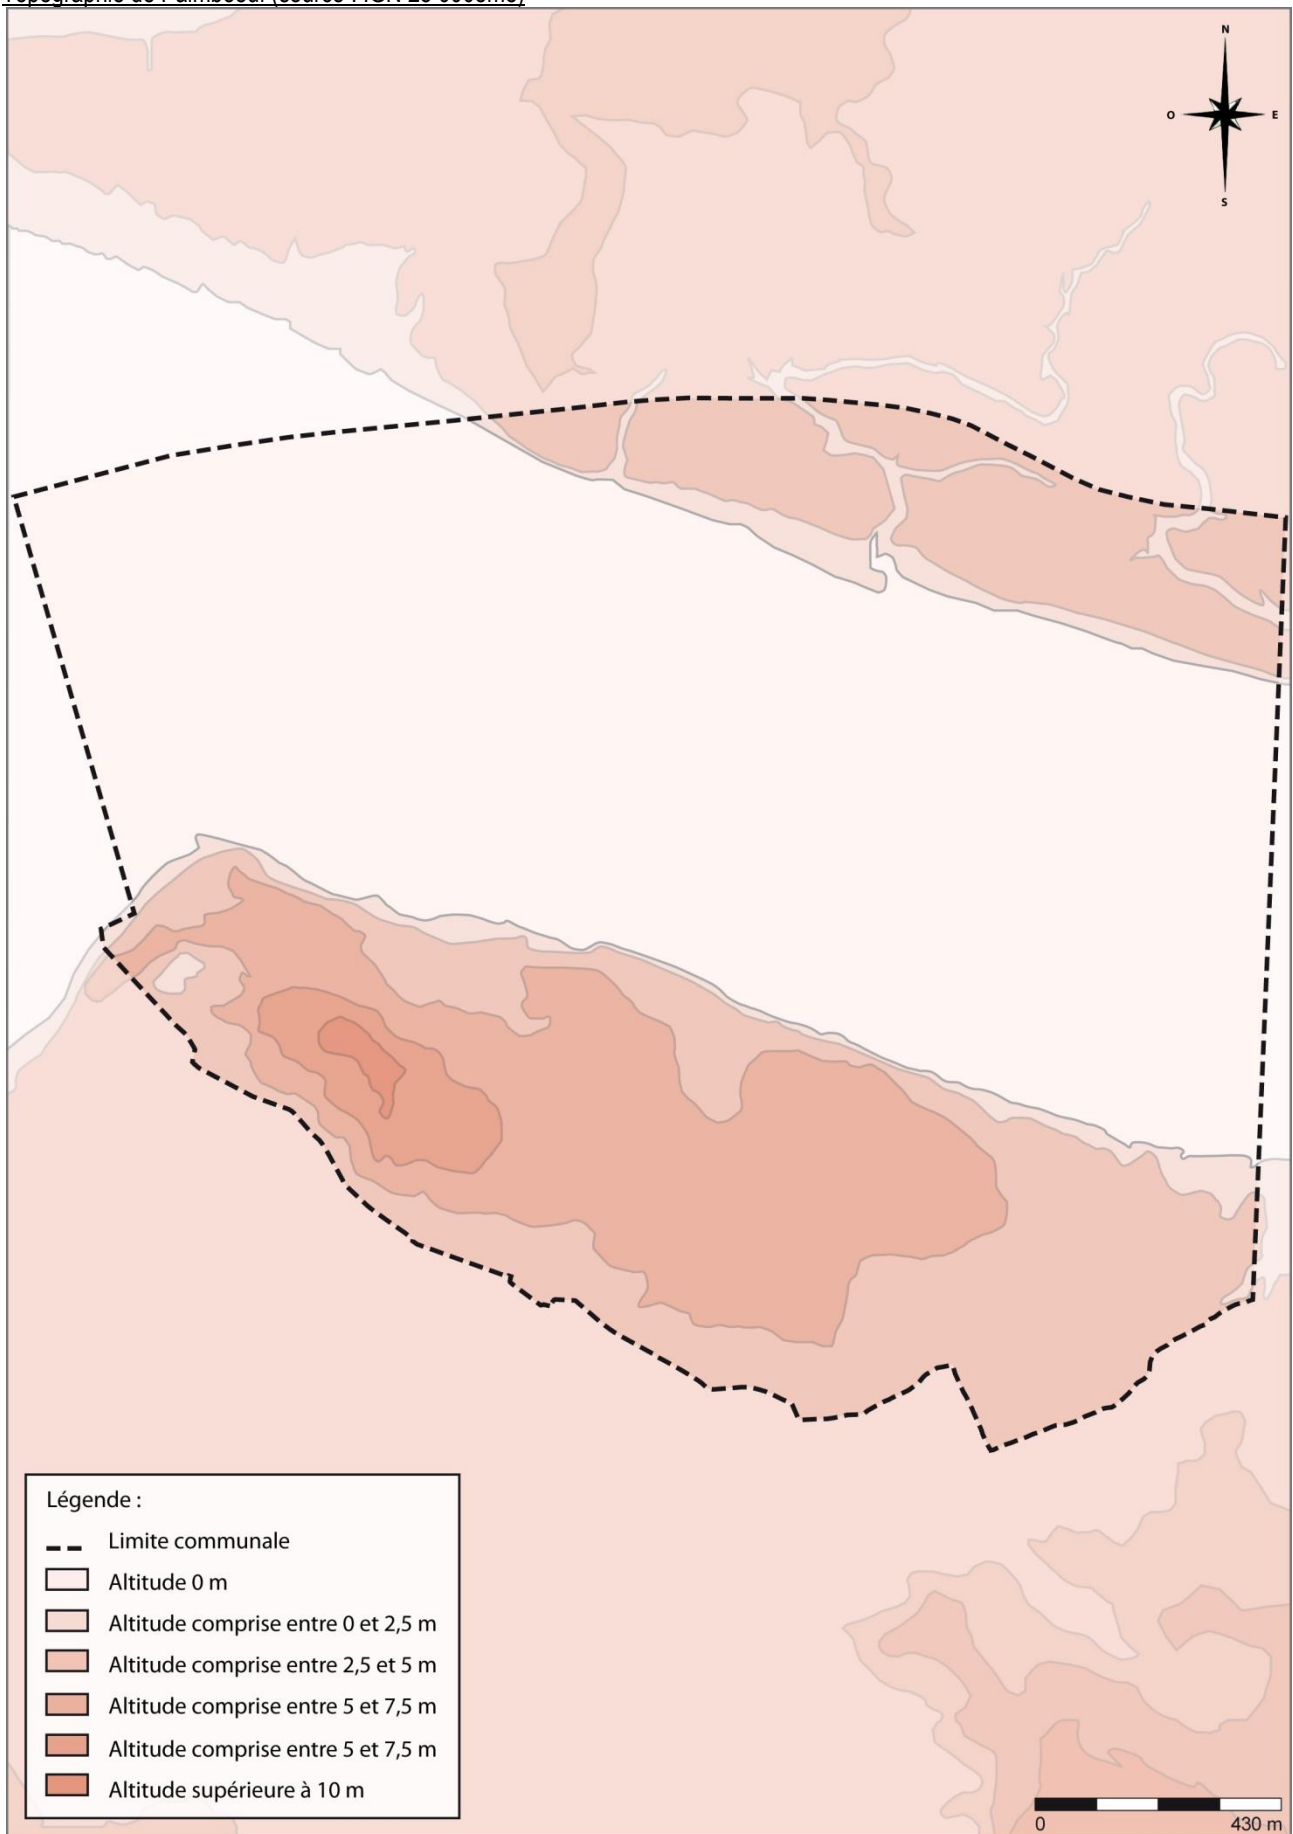 N
O
E
S
Légende :
Limite communale
Altitude 0 m
Altitude comprise entre 0 et 2,5 m
Altitude comprise entre 2,5 et 5 m
Altitude comprise entre 5 et 7,5 m
Altitude comprise entre 5 et 7,5 m
Altitude supérieure à 10 m
0 430 m